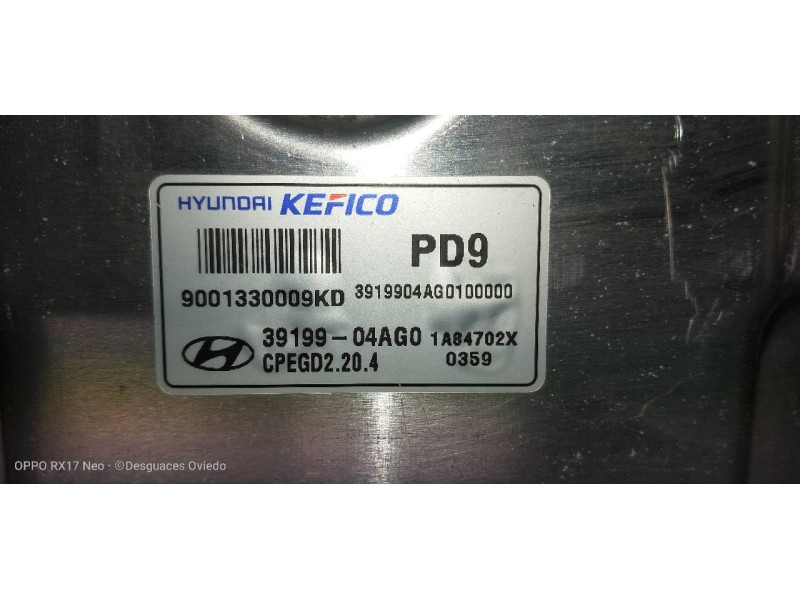 HYUNDAI KEFICO
PD9
9001330009KD 3919904AG0100000
39199-04AG0 1A84702X
CPEGD2.20.4 0359
OPPO RX17 Neo · ©Desguaces Oviedo